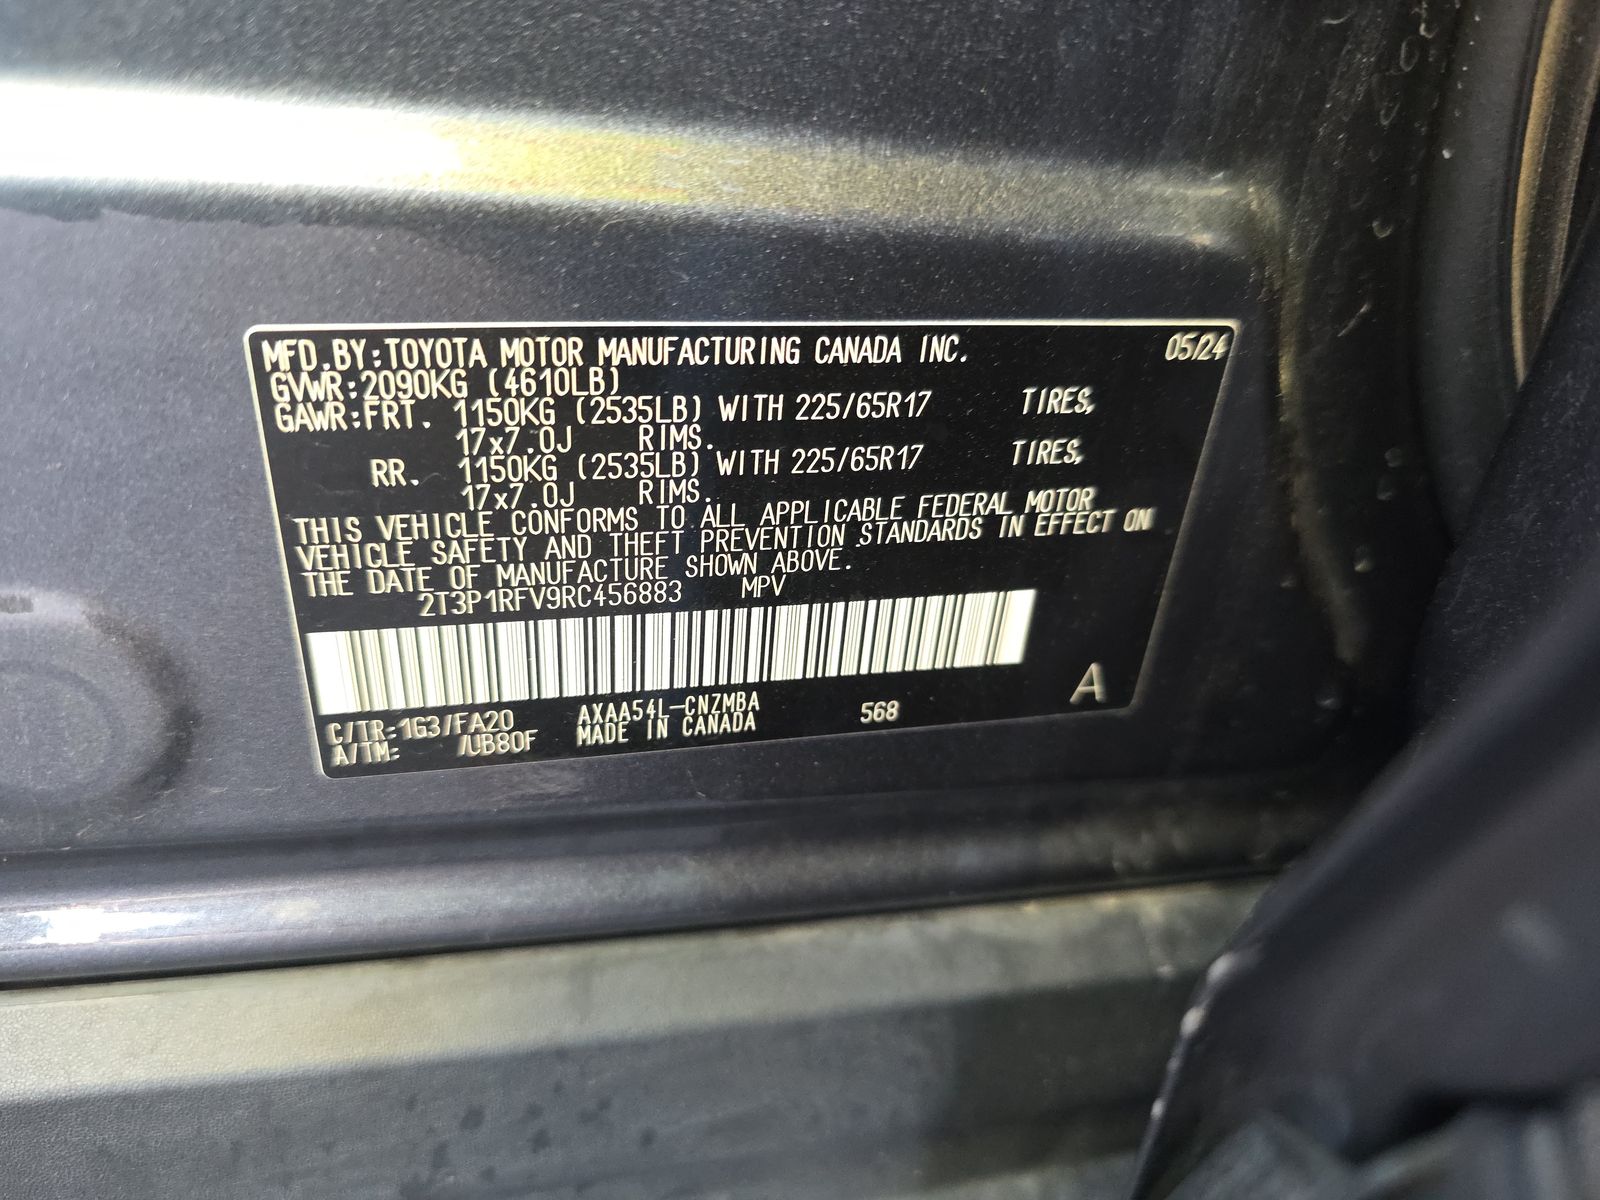 MFD.BY:TOYOTA MOTOR MANUFACTURING CANADA INC. 05/24
GVWR:2090KG (4610LB)
GAWR:FRT. 1150KG (2535LB) WITH 225/65R17 TIRES,
17x7.0J RIMS.
RR. 1150KG (2535LB) WITH 225/65R17 TIRES,
17x7.0J RIMS.
THIS VEHICLE CONFORMS TO ALL APPLICABLE FEDERAL MOTOR
VEHICLE SAFETY AND THEFT PREVENTION STANDARDS IN EFFECT ON
THE DATE OF MANUFACTURE SHOWN ABOVE.
2T3P1RFV9RC456883 MPV
C/TR:1G3/FA20 AXAA54L-CNZMBA 568 A
A/TM: /UB80F MADE IN CANADA